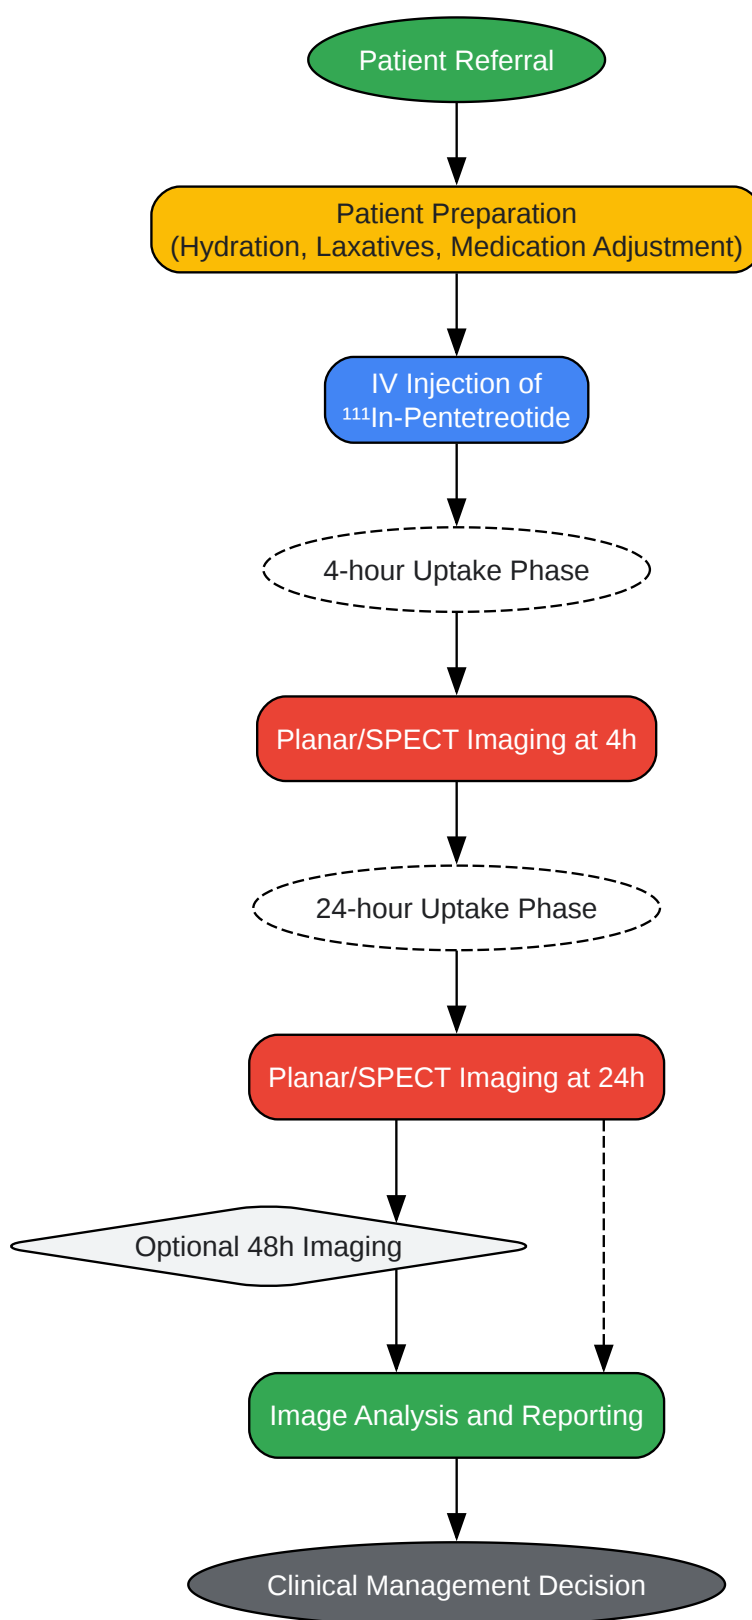 Patient Referral
Patient Preparation
(Hydration, Laxatives, Medication Adjustment)
IV Injection of
¹¹¹In-Pentetreotide
4-hour Uptake Phase
Planar/SPECT Imaging at 4h
24-hour Uptake Phase
Planar/SPECT Imaging at 24h
Optional 48h Imaging
Image Analysis and Reporting
Clinical Management Decision